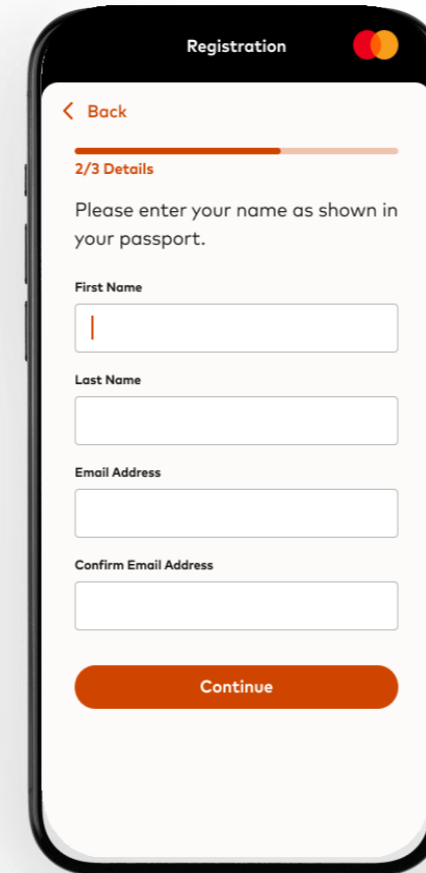 Registration
Back
2/3 Details
Please enter your name as shown in
your passport.
First Name
Last Name
Email Address
Confirm Email Address
Continue